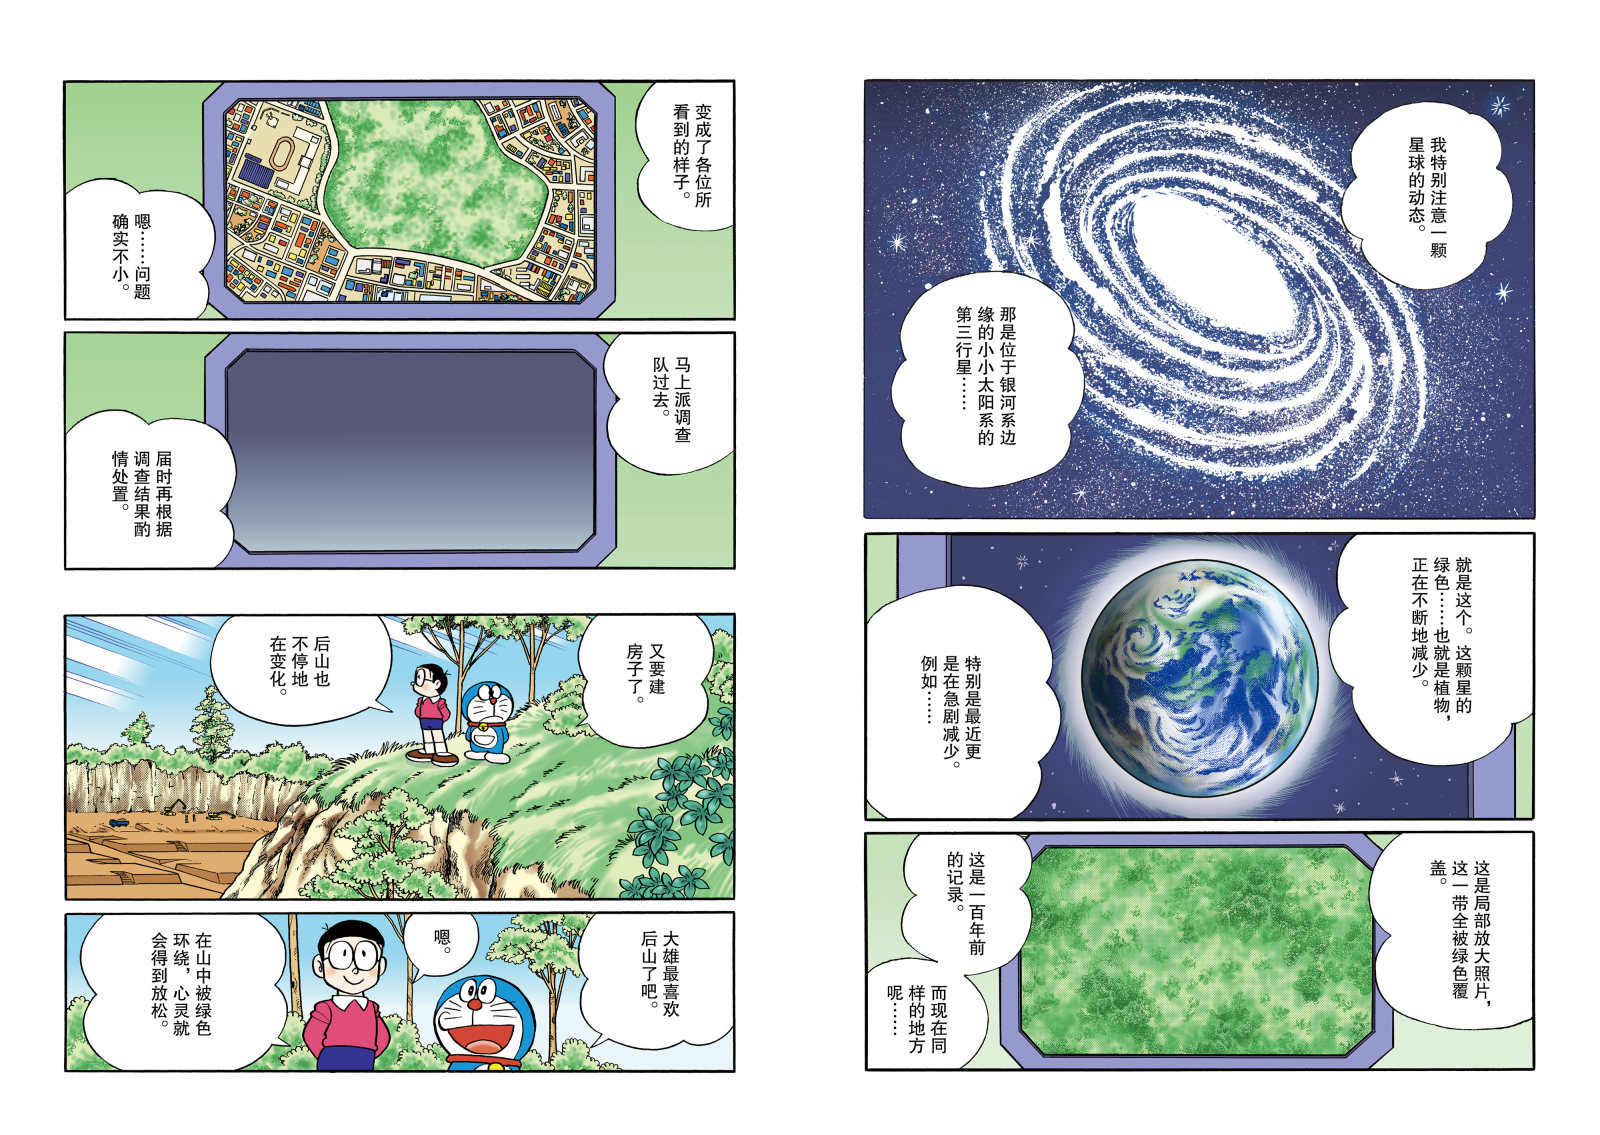 我特别注意一颗
星球的动态。
那是位于银河系边
缘的小小太阳系的
第三行星……
就是这个。这颗星的
绿色……也就是植物，
正在不断地减少。
特别是最近更
是在急剧减少。
例如……
这是局部放大照片，
这一带全被绿色覆
盖。
这是一百年前
的记录。
而现在同
样的地方
呢……
变成了各位所
看到的样子。
嗯……问题
确实不小。
马上派调查
队过去。
届时再根据
调查结果酌
情处置。
又要建
房子了。
后山也
不停地
在变化。
大雄最喜欢
后山了吧。
嗯。
在山中被绿色
环绕，心灵就
会得到放松。